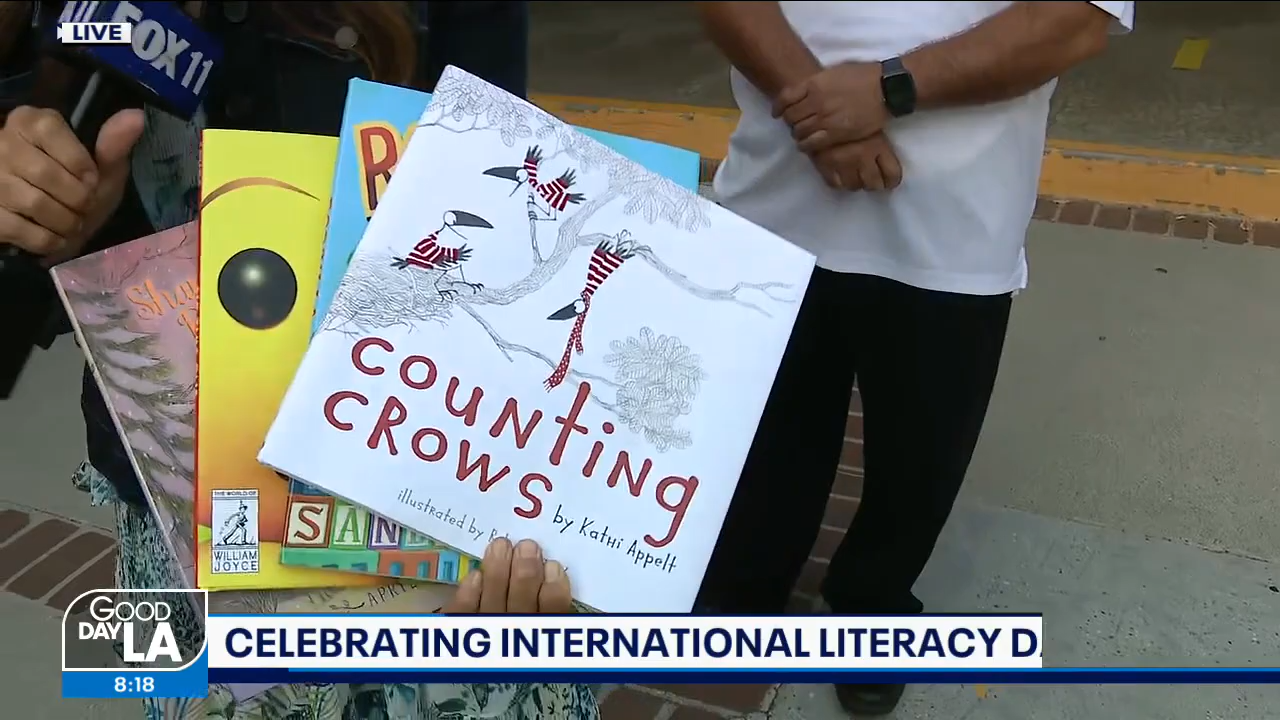 LIVE
FOX 11
COUNTING
CROWS
by Kathi Appelt
illustrated by
THE WORLD OF
WILLIAM
JOYCE
SAN
GOOD
DAY LA
8:18
CELEBRATING INTERNATIONAL LITERACY D